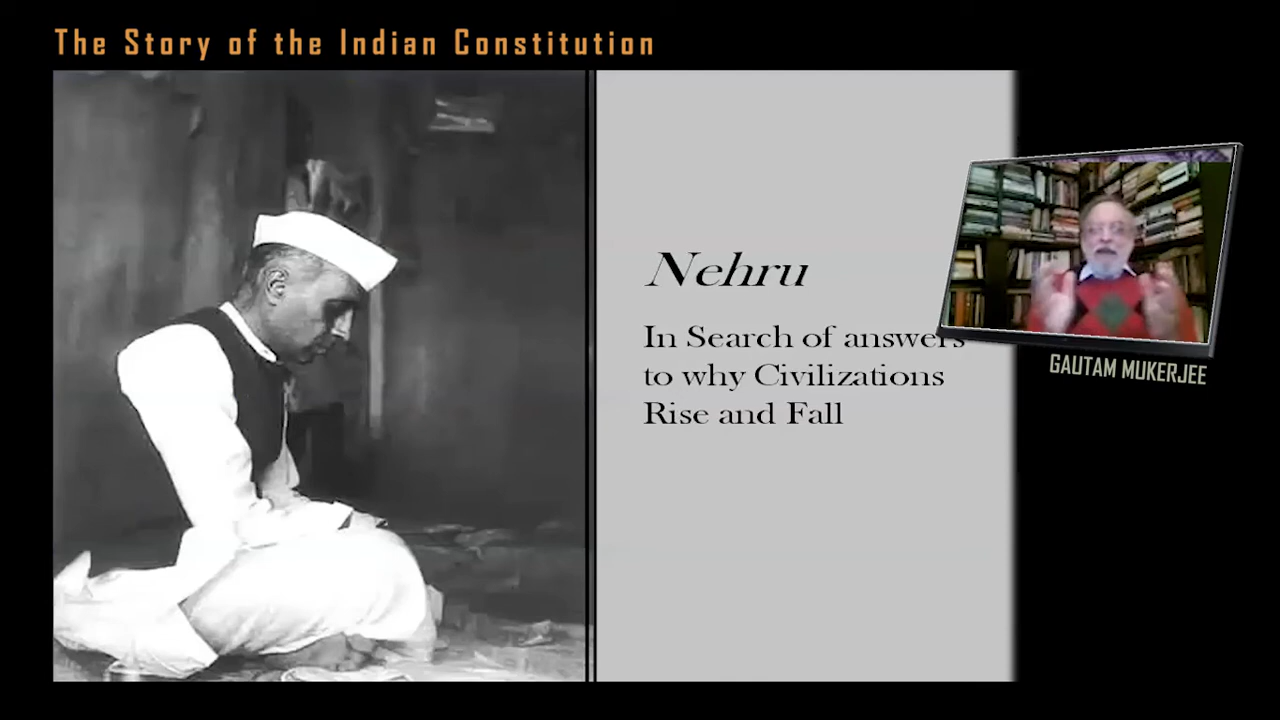 The Story of the Indian Constitution
Nehru
In Search of answers
to why Civilizations
Rise and Fall
GAUTAM MUKERJEE